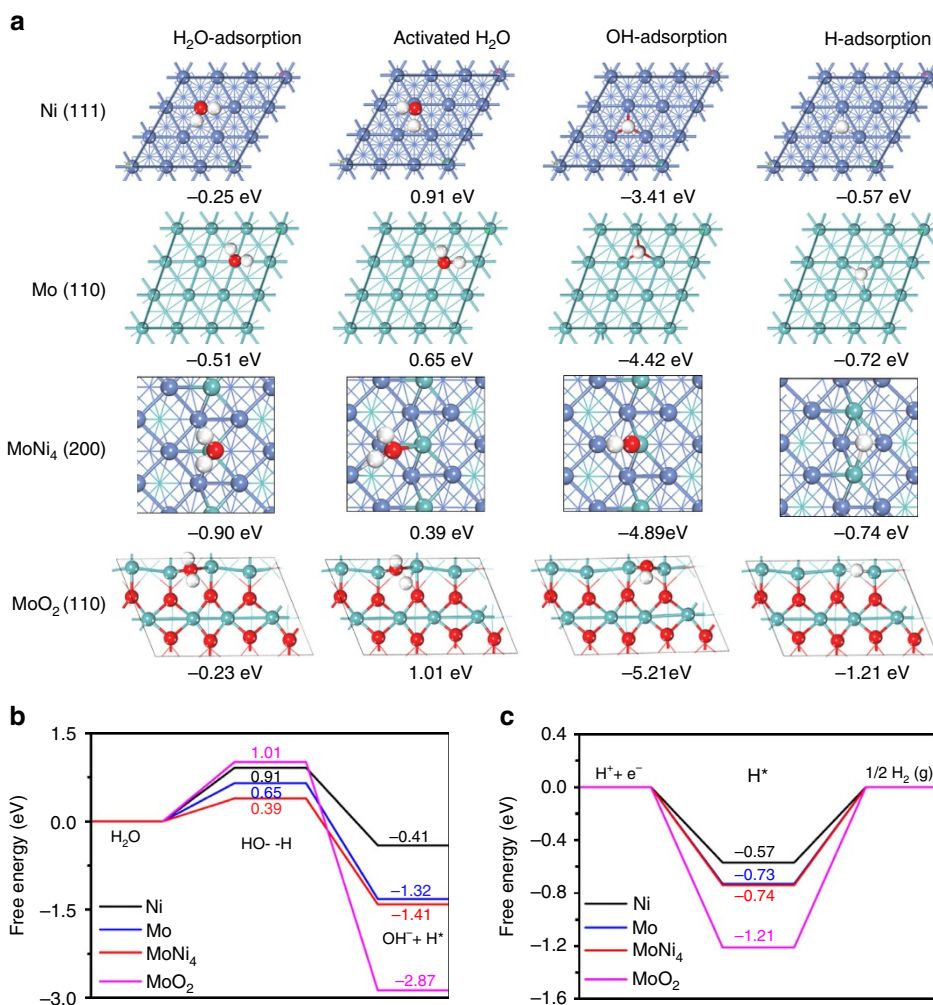 a
H₂O-adsorption Activated H₂O OH-adsorption H-adsorption
Ni (111)
–0.25 eV 0.91 eV –3.41 eV –0.57 eV
Mo (110)
–0.51 eV 0.65 eV –4.42 eV –0.72 eV
MoNi₄ (200)
–0.90 eV 0.39 eV –4.89eV –0.74 eV
MoO₂ (110)
–0.23 eV 1.01 eV –5.21eV –1.21 eV
b
Free energy (eV)
1.5
0.0
–1.5
–3.0
1.01
0.91
0.65
0.39
H₂O
HO- -H
–0.41
–1.32
–1.41
OH⁻+ H*
–2.87
Ni
Mo
MoNi₄
MoO₂
c
Free energy (eV)
0.4
0.0
–0.4
–0.8
–1.2
–1.6
H⁺+ e⁻
H*
1/2 H₂ (g)
–0.57
–0.73
–0.74
–1.21
Ni
Mo
MoNi₄
MoO₂